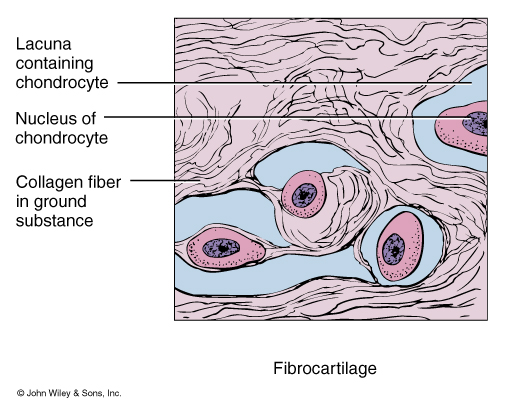 Lacuna
containing
chondrocyte
Nucleus of
chondrocyte
Collagen fiber
in ground
substance
Fibrocartilage
© John Wiley & Sons, Inc.